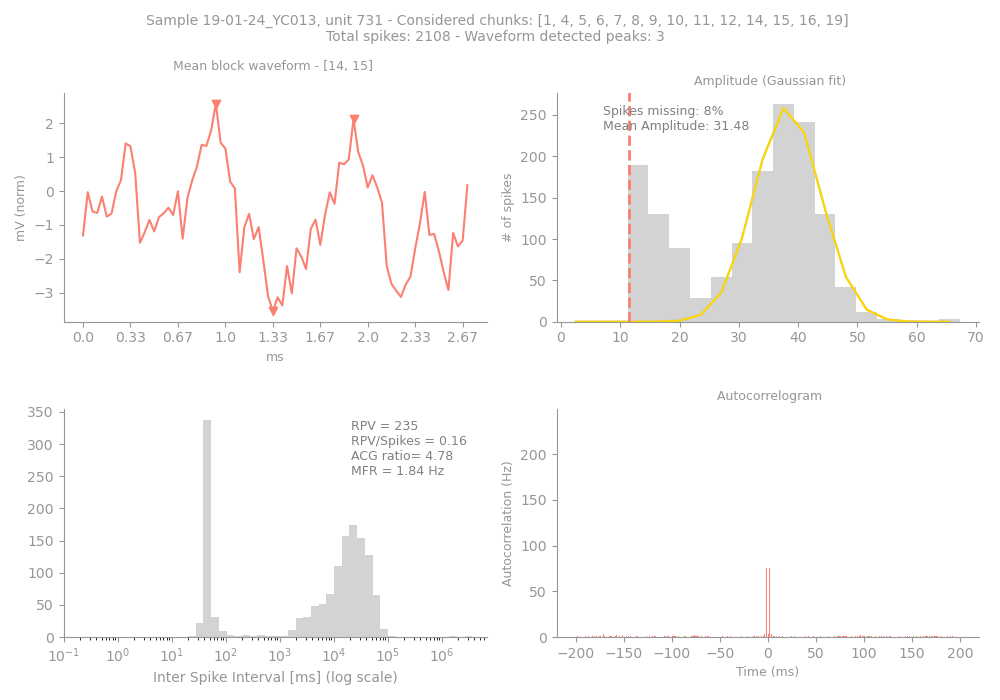 Sample 19-01-24_YC013, unit 731 - Considered chunks: [1, 4, 5, 6, 7, 8, 9, 10, 11, 12, 14, 15, 16, 19]
Total spikes: 2108 - Waveform detected peaks: 3
Mean block waveform - [14, 15]
2
1
0
−1
−2
−3
mV (norm)
0.0 0.33 0.67 1.0 1.33 1.67 2.0 2.33 2.67
ms
Amplitude (Gaussian fit)
Spikes missing: 8%
Mean Amplitude: 31.48
250
200
150
100
50
0
# of spikes
0 10 20 30 40 50 60 70
350
300
250
200
150
100
50
0
RPV = 235
RPV/Spikes = 0.16
ACG ratio= 4.78
MFR = 1.84 Hz
10⁻¹ 10⁰ 10¹ 10² 10³ 10⁴ 10⁵ 10⁶
Inter Spike Interval [ms] (log scale)
Autocorrelogram
200
150
100
50
0
Autocorrelation (Hz)
−200 −150 −100 −50 0 50 100 150 200
Time (ms)